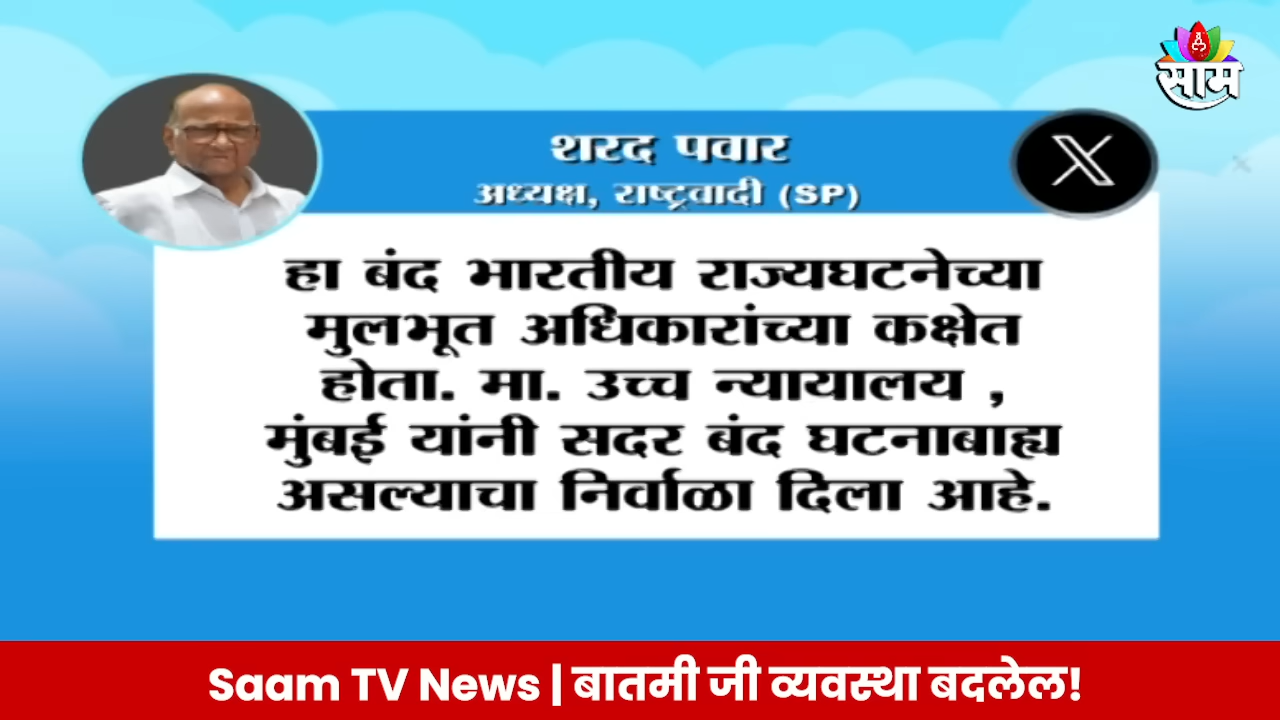 साम
शरद पवार
अध्यक्ष, राष्ट्रवादी (SP)
हा बंद भारतीय राज्यघटनेच्या
मुलभूत अधिकारांच्या कक्षेत
होता. मा. उच्च न्यायालय ,
मुंबई यांनी सदर बंद घटनाबाह्य
असल्याचा निर्वाळा दिला आहे.
Saam TV News | बातमी जी व्यवस्था बदलेल!